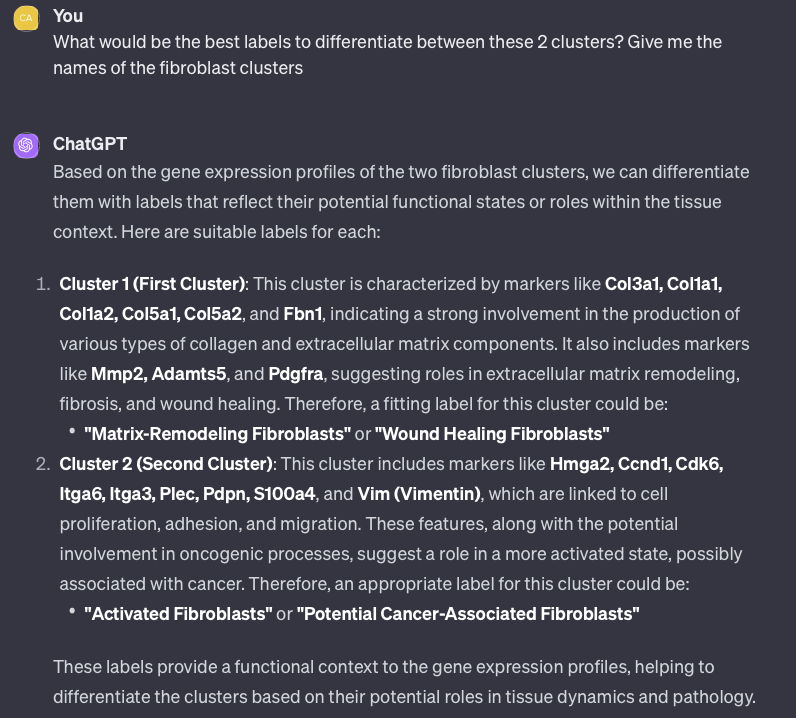 CA
You
What would be the best labels to differentiate between these 2 clusters? Give me the
names of the fibroblast clusters
ChatGPT
Based on the gene expression profiles of the two fibroblast clusters, we can differentiate
them with labels that reflect their potential functional states or roles within the tissue
context. Here are suitable labels for each:
1. Cluster 1 (First Cluster): This cluster is characterized by markers like Col3a1, Col1a1,
Col1a2, Col5a1, Col5a2, and Fbn1, indicating a strong involvement in the production of
various types of collagen and extracellular matrix components. It also includes markers
like Mmp2, Adamts5, and Pdgfra, suggesting roles in extracellular matrix remodeling,
fibrosis, and wound healing. Therefore, a fitting label for this cluster could be:
• "Matrix-Remodeling Fibroblasts" or "Wound Healing Fibroblasts"
2. Cluster 2 (Second Cluster): This cluster includes markers like Hmga2, Ccnd1, Cdk6,
Itga6, Itga3, Plec, Pdpn, S100a4, and Vim (Vimentin), which are linked to cell
proliferation, adhesion, and migration. These features, along with the potential
involvement in oncogenic processes, suggest a role in a more activated state, possibly
associated with cancer. Therefore, an appropriate label for this cluster could be:
• "Activated Fibroblasts" or "Potential Cancer-Associated Fibroblasts"
These labels provide a functional context to the gene expression profiles, helping to
differentiate the clusters based on their potential roles in tissue dynamics and pathology.